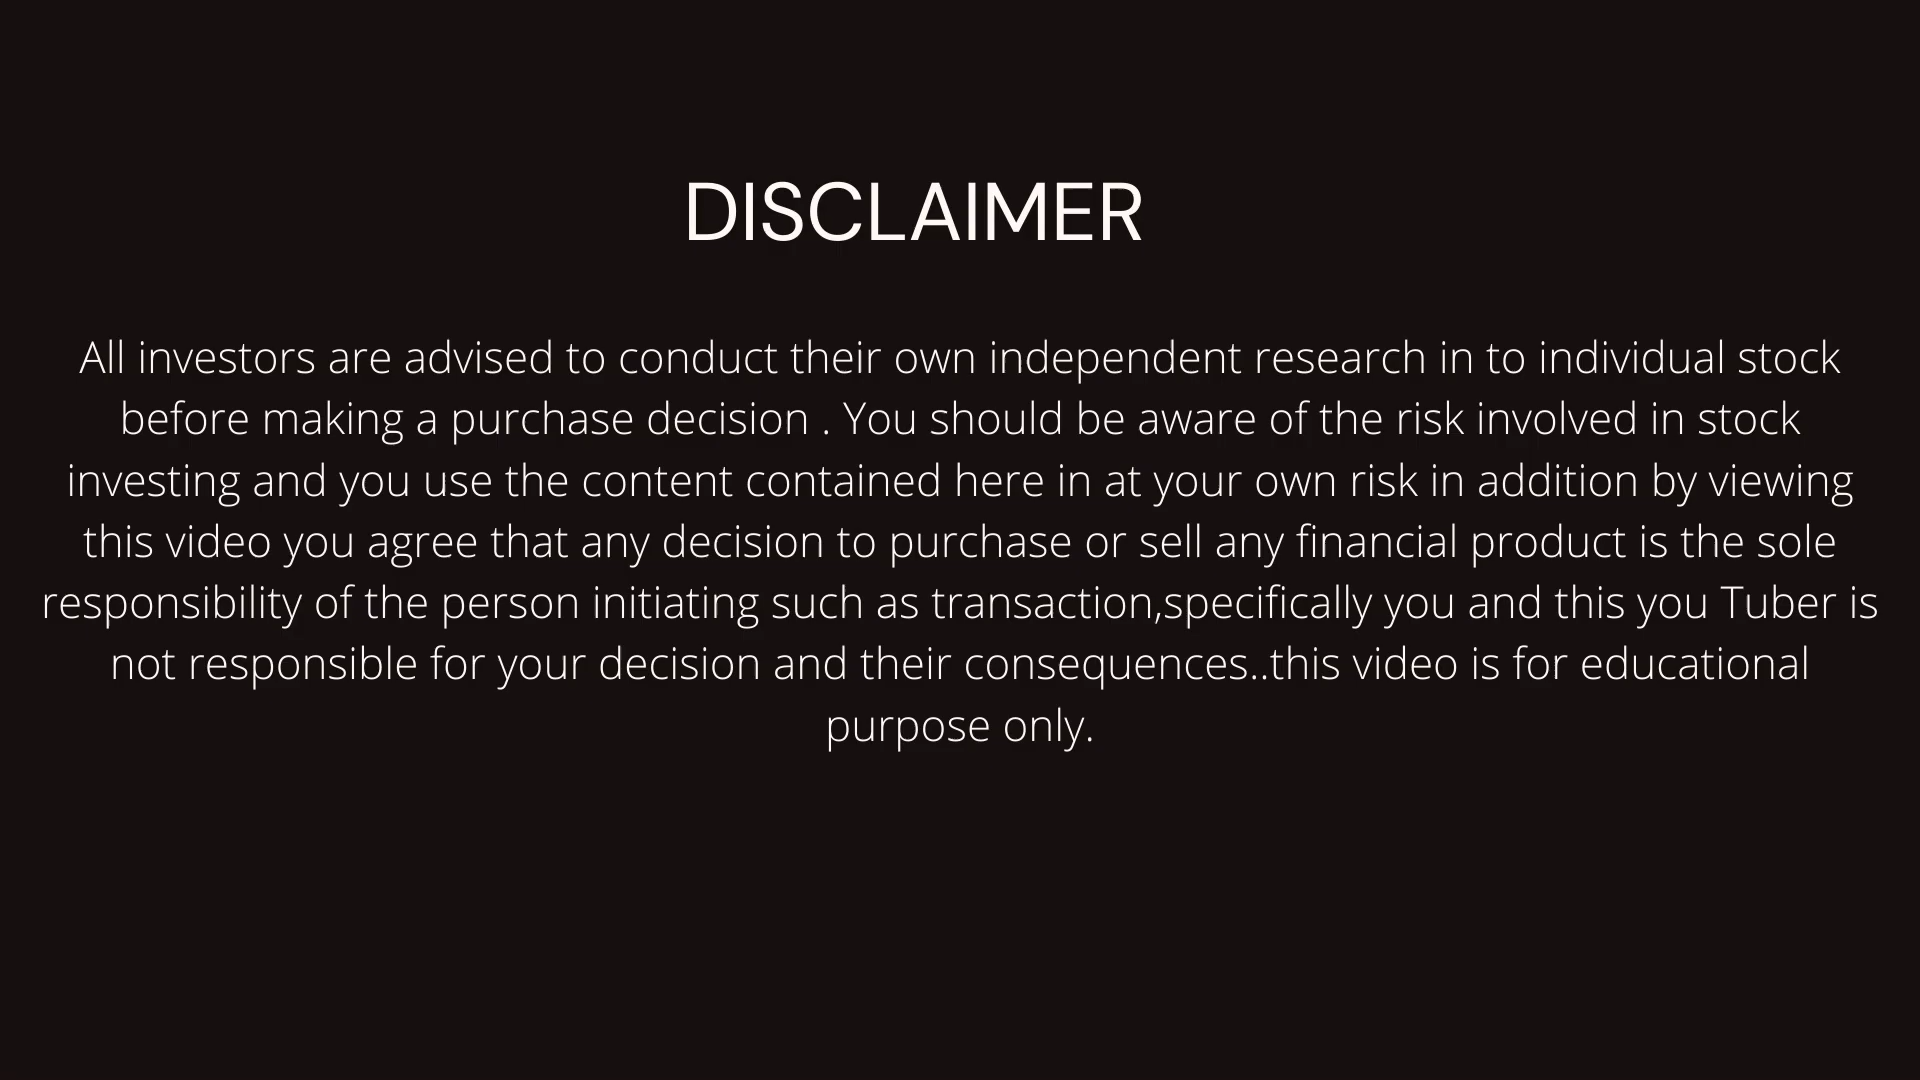 DISCLAIMER
All investors are advised to conduct their own independent research in to individual stock
before making a purchase decision . You should be aware of the risk involved in stock
investing and you use the content contained here in at your own risk in addition by viewing
this video you agree that any decision to purchase or sell any financial product is the sole
responsibility of the person initiating such as transaction,specifically you and this you Tuber is
not responsible for your decision and their consequences..this video is for educational
purpose only.